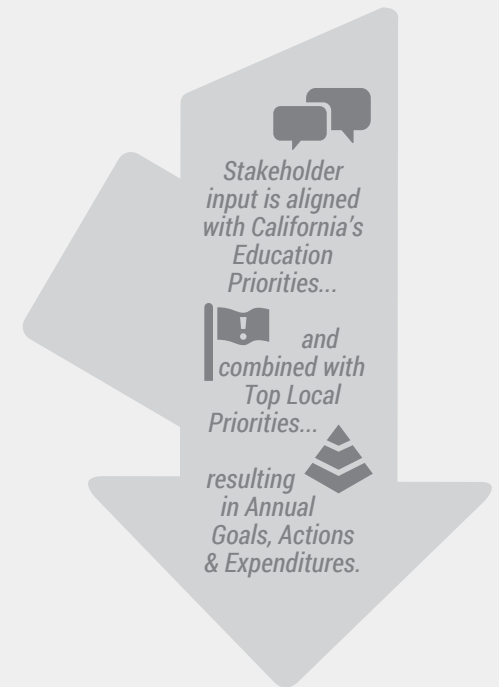 Stakeholder
input is aligned
with California's
Education
Priorities...
!
and
combined with
Top Local
Priorities...
resulting
in Annual
Goals, Actions
& Expenditures.